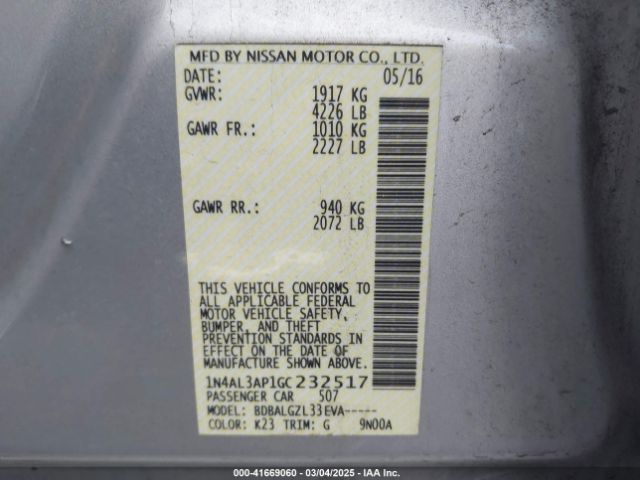 MFD BY NISSAN MOTOR CO., LTD.
DATE: 05/16
GVWR: 1917 KG
4226 LB
GAWR FR.: 1010 KG
2227 LB
GAWR RR.: 940 KG
2072 LB
THIS VEHICLE CONFORMS TO
ALL APPLICABLE FEDERAL
MOTOR VEHICLE SAFETY,
BUMPER, AND THEFT
PREVENTION STANDARDS IN
EFFECT ON THE DATE OF
MANUFACTURE SHOWN ABOVE.
1N4AL3AP1GC232517
PASSENGER CAR 507
MODEL: BDBALGZL33EVA-----
COLOR: K23 TRIM: G 9N00A
000-41669060 - 03/04/2025 - IAA Inc.